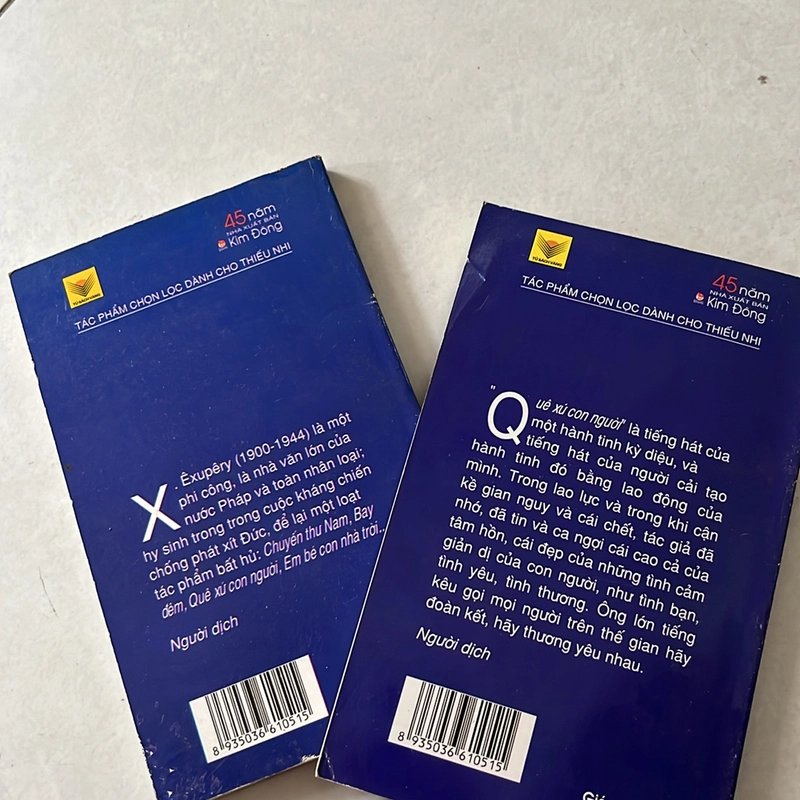 45 năm
NHÀ XUẤT BẢN
Kim Đồng
TỦ SÁCH VÀNG
TÁC PHẨM CHỌN LỌC DÀNH CHO THIẾU NHI
X. Êxupêry (1900-1944) là một
phi công, là nhà văn lớn của
nước Pháp và toàn nhân loại;
hy sinh trong trong cuộc kháng chiến
chống phát xít Đức, để lại một loạt
tác phẩm bất hủ: Chuyến thư Nam, Bay
đêm, Quê xứ con người, Em bé con nhà trời...
Người dịch
8 935036 610515
TỦ SÁCH VÀNG
45 năm
NHÀ XUẤT BẢN
Kim Đồng
TÁC PHẨM CHỌN LỌC DÀNH CHO THIẾU NHI
"Quê xứ con người" là tiếng hát của
một hành tinh kỳ diệu, và
tiếng hát của người cải tạo
hành tinh đó bằng lao động của
mình. Trong lao lực và trong khi cận
kề gian nguy và cái chết, tác giả đã
nhớ, đã tin và ca ngợi cái cao cả của
tâm hồn, cái đẹp của những tình cảm
giản dị của con người, như tình bạn,
tình yêu, tình thương. Ông lớn tiếng
kêu gọi mọi người trên thế gian hãy
đoàn kết, hãy thương yêu nhau.
Người dịch
8 935036 610515